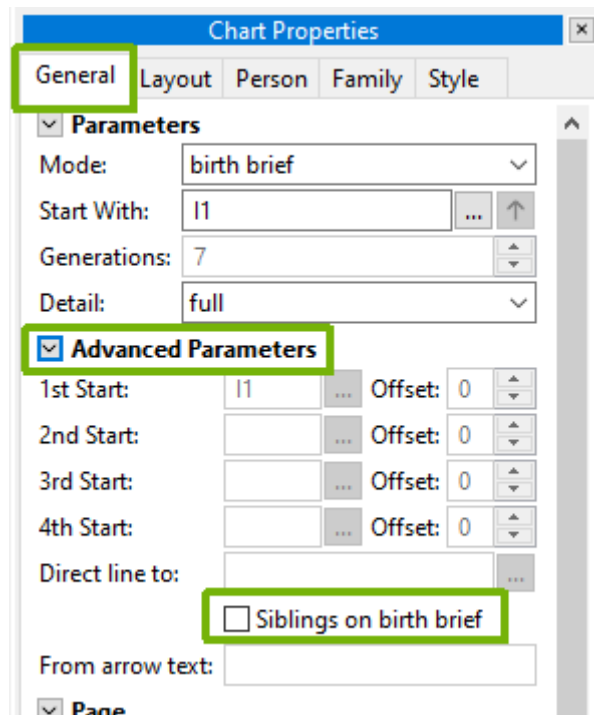 Chart Properties
General Layout Person Family Style
Parameters
Mode: birth brief
Start With: I1 ...
Generations: 7
Detail: full
Advanced Parameters
1st Start: I1 ... Offset: 0
2nd Start: ... Offset: 0
3rd Start: ... Offset: 0
4th Start: ... Offset: 0
Direct line to: ...
Siblings on birth brief
From arrow text:
Page